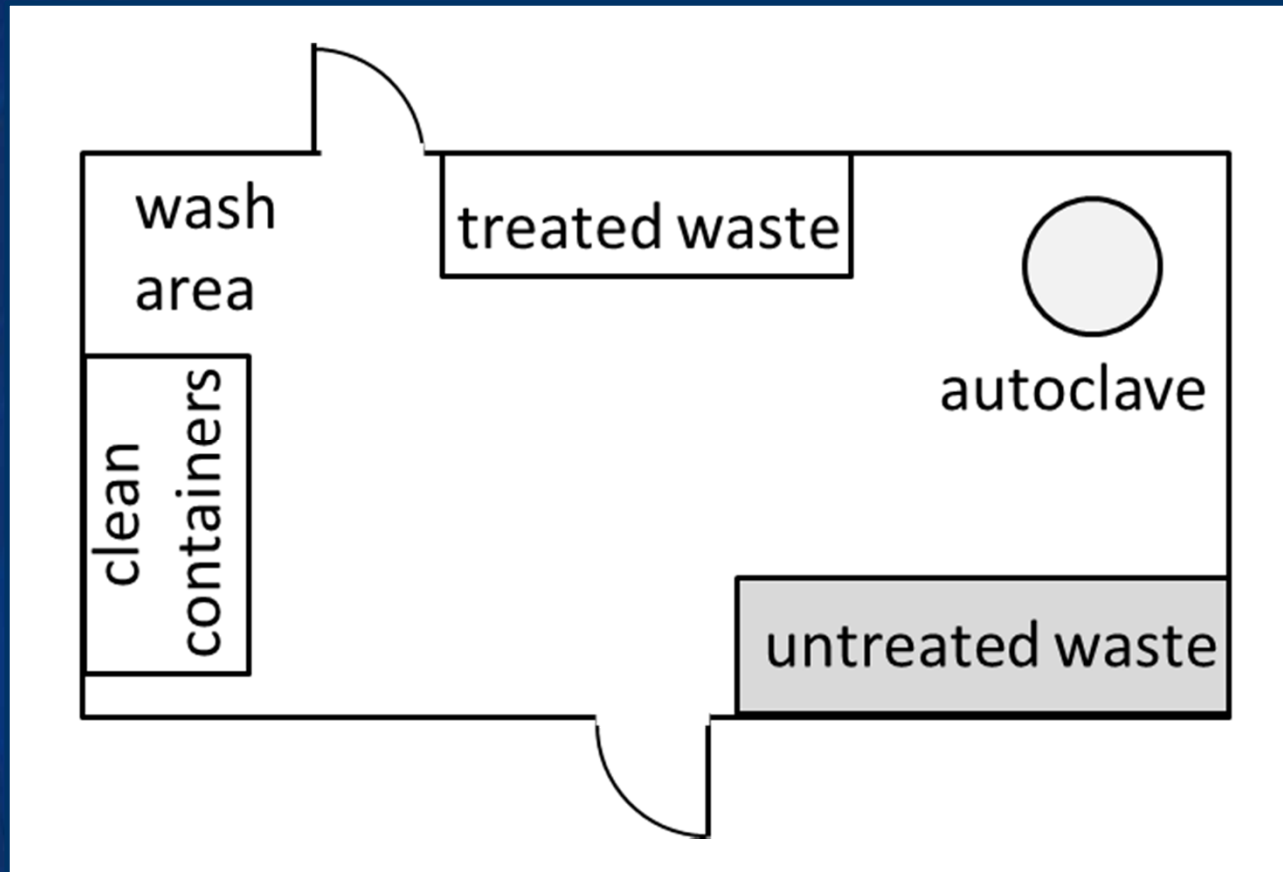 wash
area
treated waste
autoclave
clean
containers
untreated waste